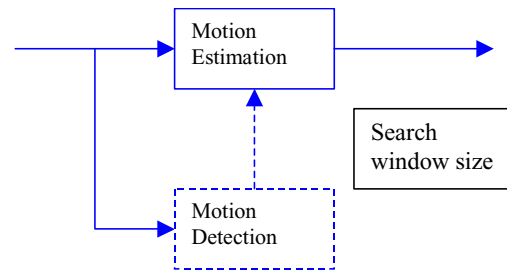 Motion
Estimation
Search
window size
Motion
Detection